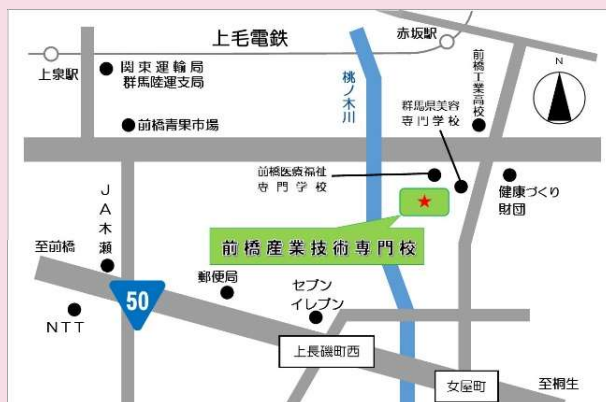 上毛電鉄
赤坂駅
上泉駅
関東運輸局
群馬陸運支局
前橋工業高校
N
桃ノ木川
群馬県美容
専門学校
前橋青果市場
前橋医療福祉
専門学校
健康づくり
財団
★
JA木瀬
前橋産業技術専門校
至前橋
郵便局
セブン
イレブン
50
NTT
上長磯町西
女屋町
至桐生